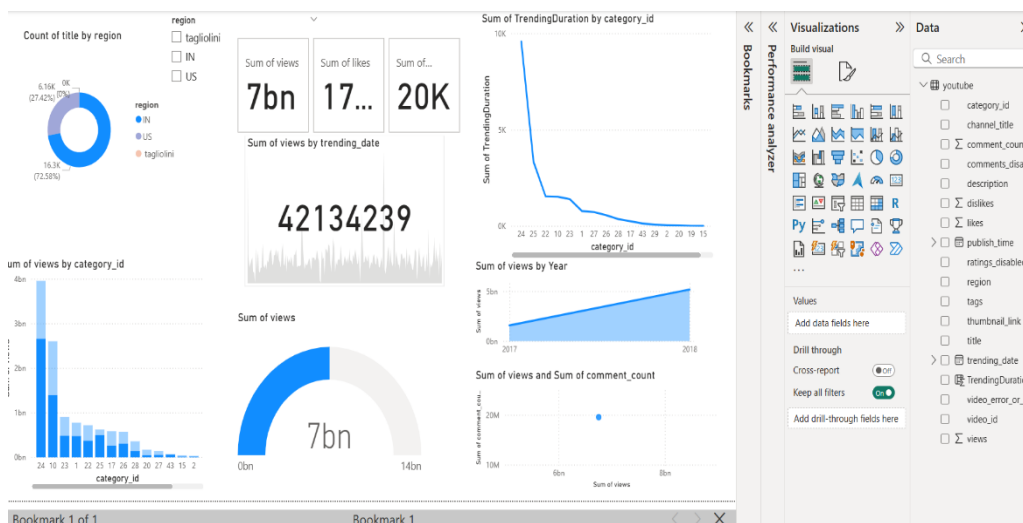 Count of title by region
0K
(0%)
6.16K
(27.42%)
16.3K
(72.58%)
region
IN
US
tagliolini
region
tagliolini
IN
US
Sum of views
7bn
Sum of likes
17...
Sum of...
20K
Sum of views by trending_date
42134239
Sum of TrendingDuration by category_id
Sum of TrendingDuration
10K
5K
0K
24 25 22 10 23 1 27 26 28 17 43 29 2 20 19 15
category_id
um of views by category_id
4bn
3bn
2bn
1bn
0bn
24 10 23 1 22 25 17 26 28 20 27 43 15 2
category_id
Sum of views
7bn
0bn
14bn
Sum of views by Year
Sum of views
5bn
0bn
2017
2018
Sum of views and Sum of comment_count
Sum of comment_cou...
20M
10M
6bn
8bn
Sum of views
Bookmark 1 of 1
Bookmark 1
Bookmarks
Performance analyzer
Visualizations
Build visual
R
Py
...
Values
Add data fields here
Drill through
Cross-report
Off
Keep all filters
On
Add drill-through fields here
Data
Search
youtube
category_id
channel_title
comment_coun
comments_disa
description
dislikes
likes
publish_time
ratings_disabled
region
tags
thumbnail_link
title
trending_date
TrendingDuratio
video_error_or_
video_id
views